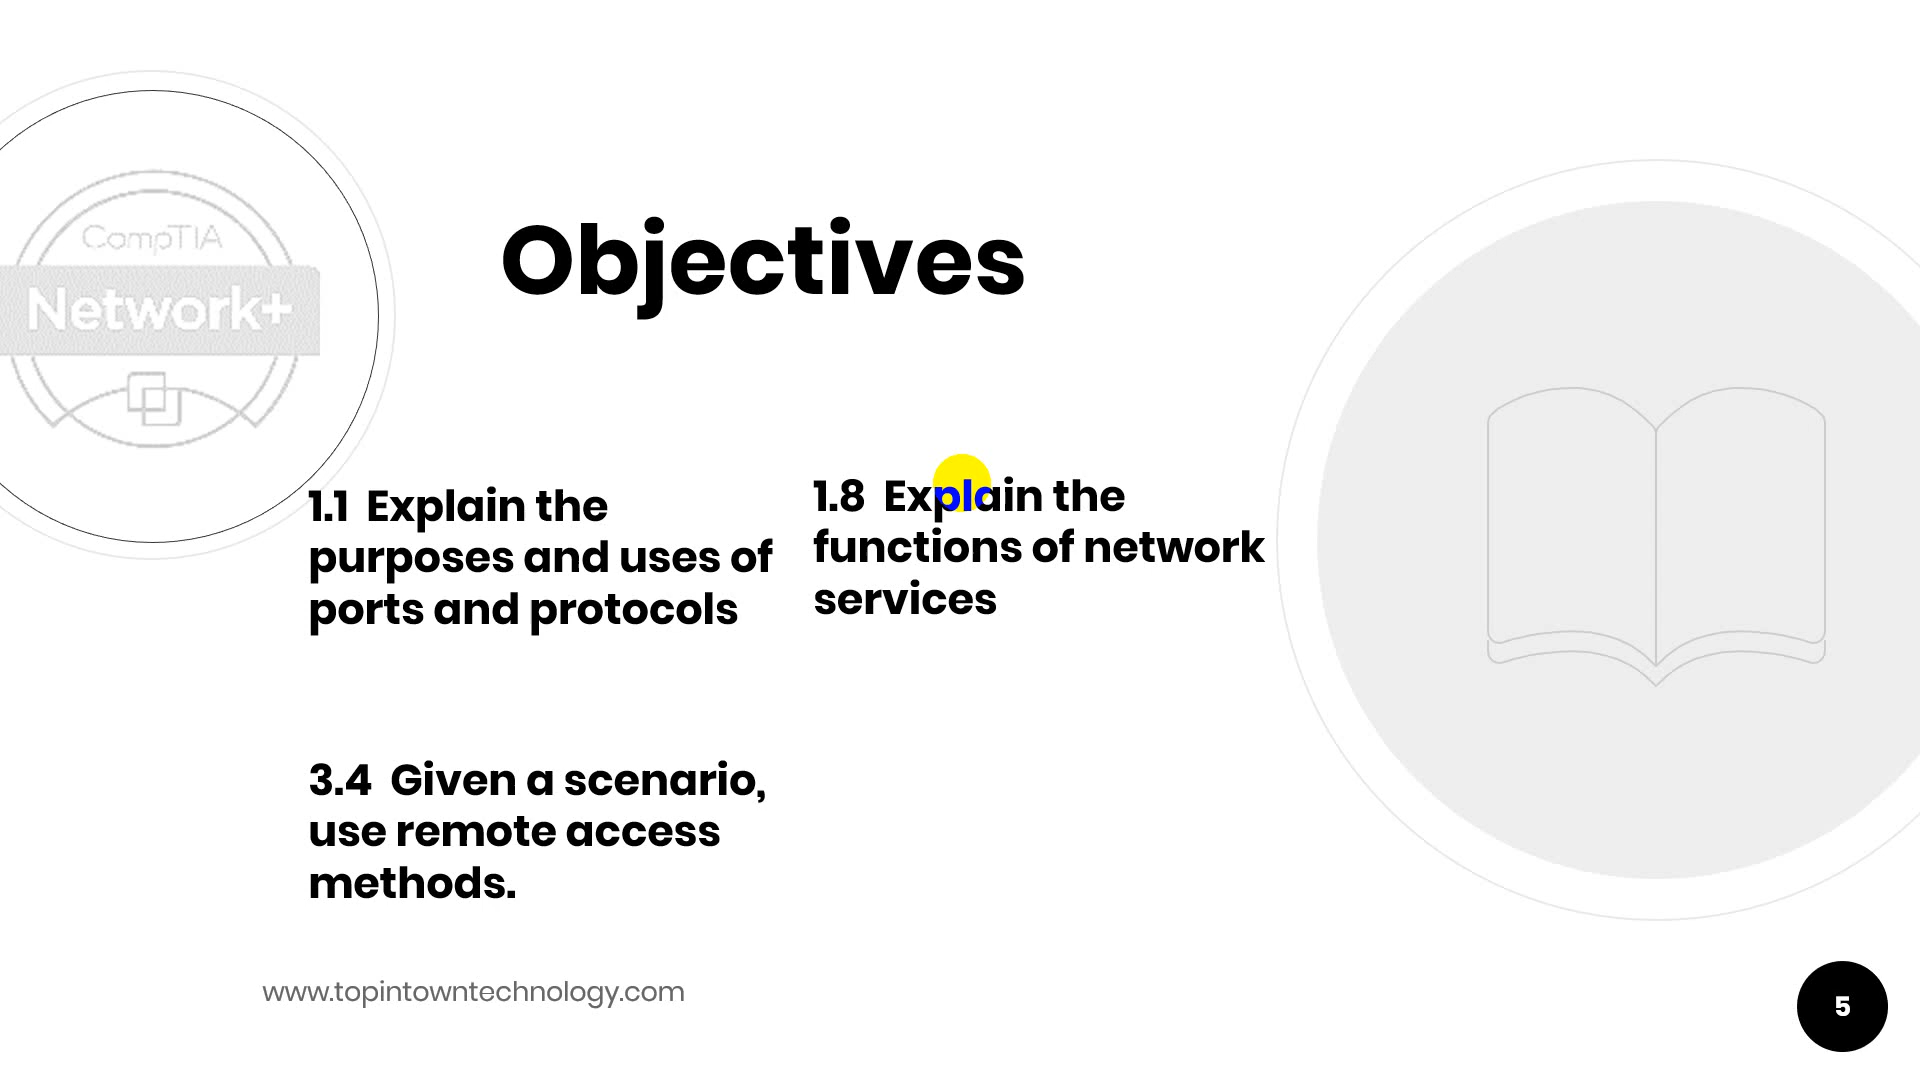 CompTIA
Network+
Objectives
1.1 Explain the
purposes and uses of
ports and protocols
1.8 Explain the
functions of network
services
3.4 Given a scenario,
use remote access
methods.
www.topintowntechnology.com
5